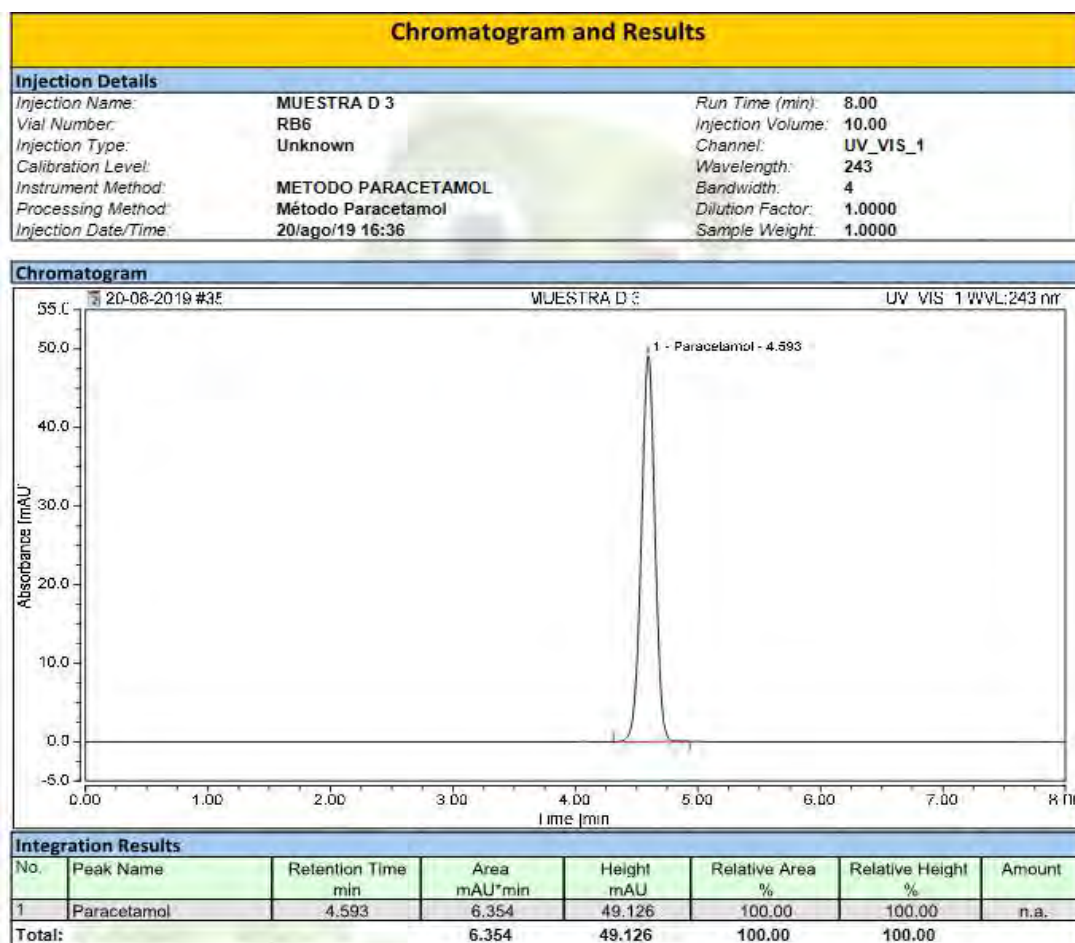 Chromatogram and Results
Injection Details
Injection Name: MUESTRA D 3 Run Time (min): 8.00
Vial Number: RB6 Injection Volume: 10.00
Injection Type: Unknown Channel: UV_VIS_1
Calibration Level: Wavelength: 243
Instrument Method: METODO PARACETAMOL Bandwidth: 4
Processing Method: Método Paracetamol Dilution Factor: 1.0000
Injection Date/Time: 20/ago/19 16:36 Sample Weight: 1.0000
Chromatogram
20-08-2019 #35 MUESTRA D 3 UV_VIS_1 WVL:243 nm
55.0
50.0
40.0
30.0
20.0
10.0
0.0
-5.0
Absorbance [mAU]
1 - Paracetamol - 4.593
0.00 1.00 2.00 3.00 4.00 5.00 6.00 7.00
Time [min
Integration Results
No. Peak Name Retention Time Area Height Relative Area Relative Height Amount
min mAU*min mAU % %
1 Paracetamol 4.593 6.354 49.126 100.00 100.00 n.a.
Total: 6.354 49.126 100.00 100.00